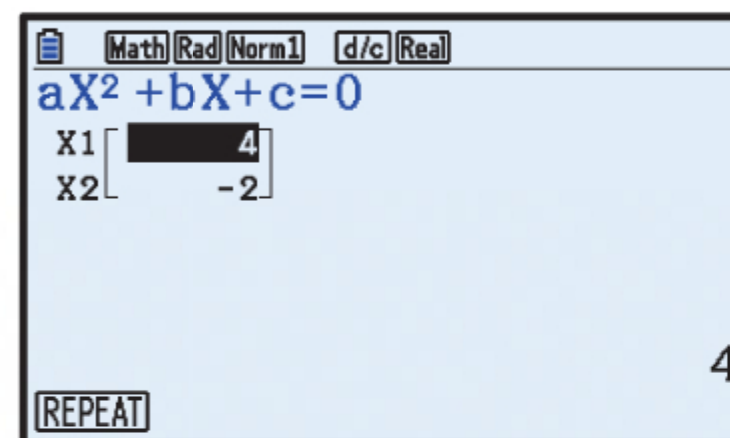 Math Rad Norm1 d/c Real
aX² +bX+c=0
X1[ 4]
X2[ -2]
4
REPEAT